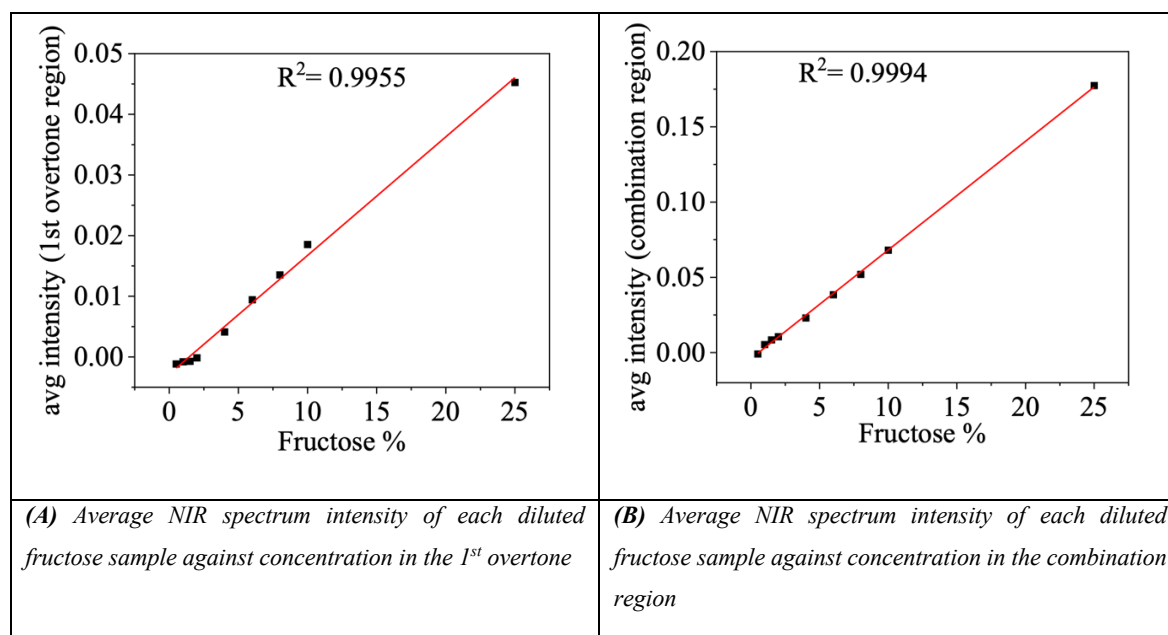 0.05
0.04
0.03
0.02
0.01
0.00
avg intensity (1st overtone region)
R²= 0.9955
0 5 10 15 20 25
Fructose %
0.20
0.15
0.10
0.05
0.00
avg intensity (combination region)
R²= 0.9994
0 5 10 15 20 25
Fructose %
(A) Average NIR spectrum intensity of each diluted
fructose sample against concentration in the 1st overtone
(B) Average NIR spectrum intensity of each diluted
fructose sample against concentration in the combination
region